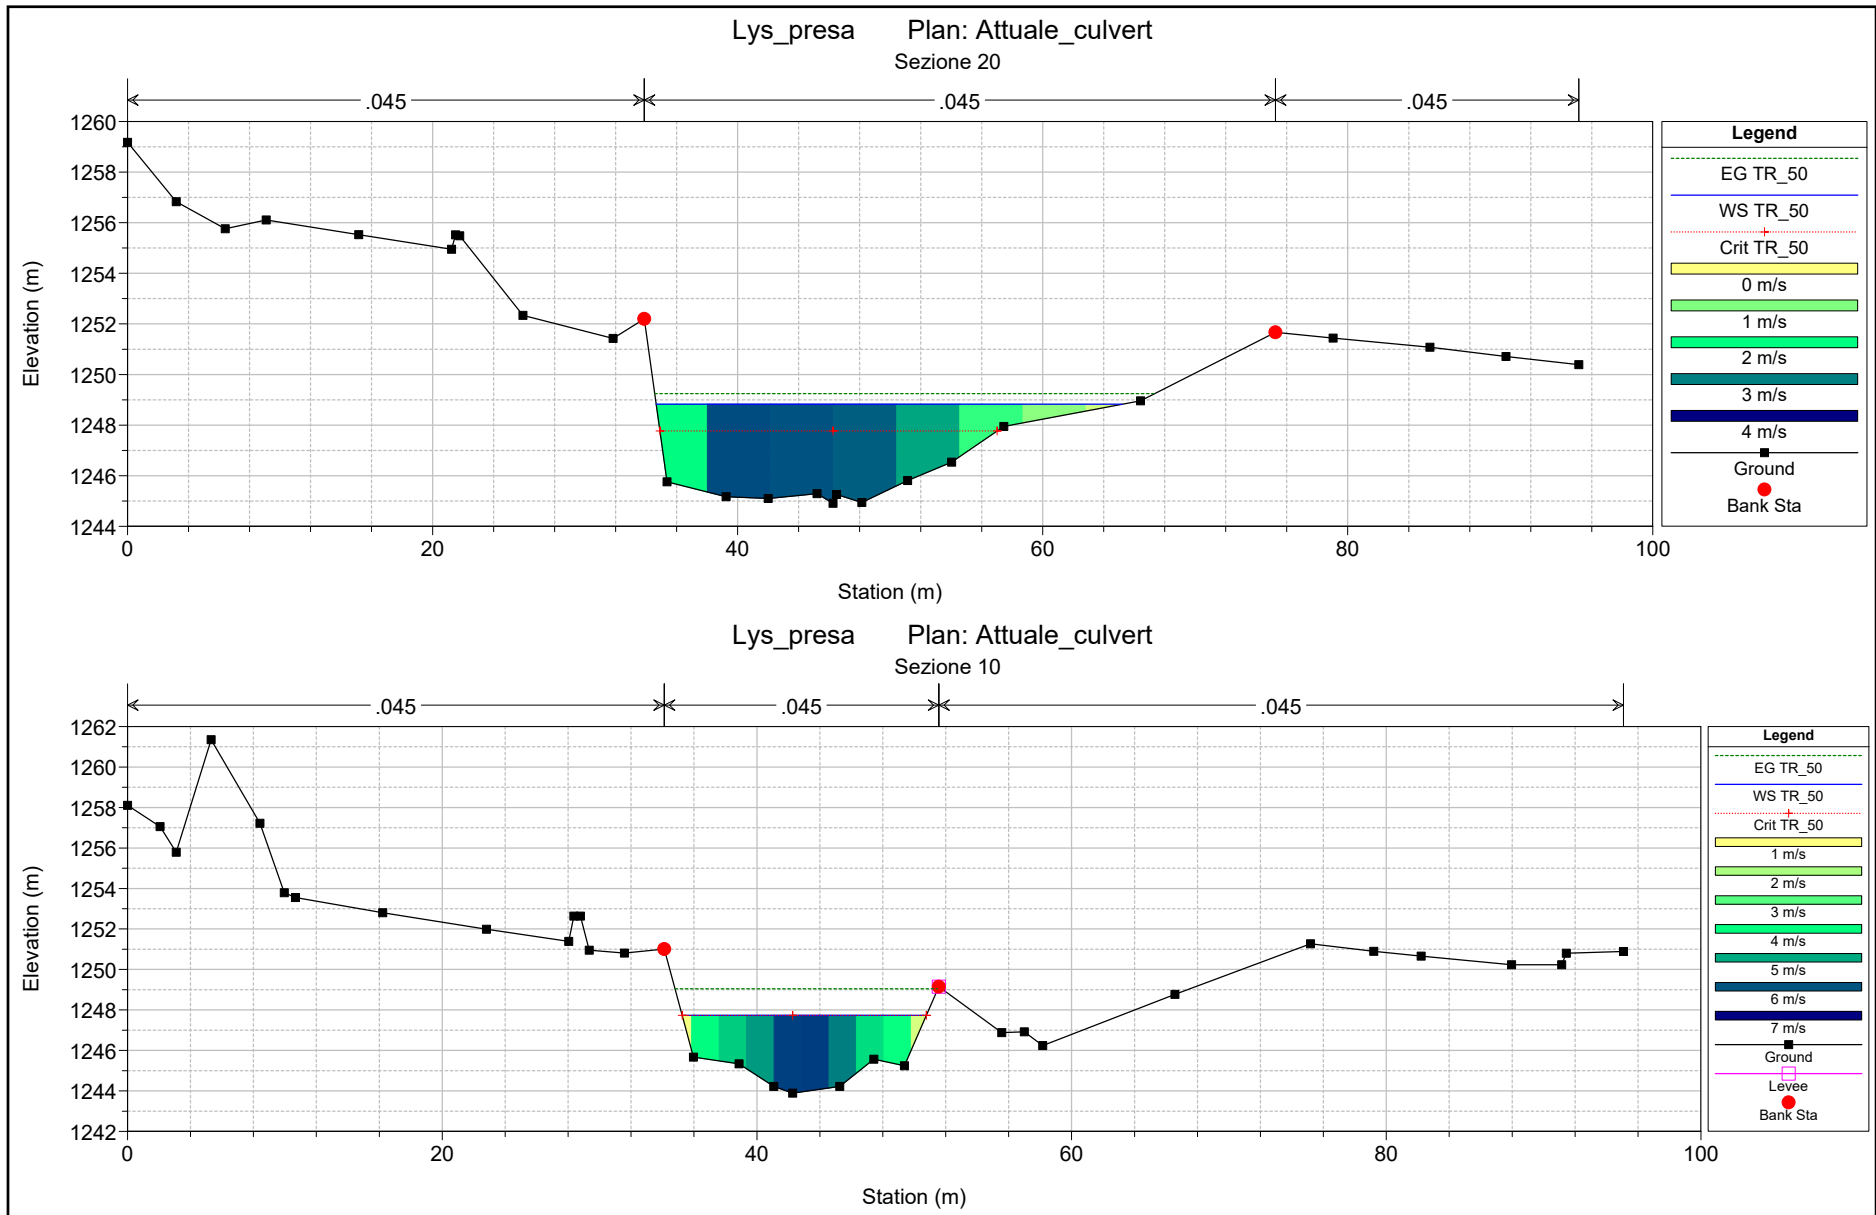 Lys_presa Plan: Attuale_culvert
Sezione 20
.045 .045 .045
1260
1258
1256
1254
1252
1250
1248
1246
1244
Elevation (m)
0 20 40 60 80 100
Station (m)
Legend
EG TR_50
WS TR_50
Crit TR_50
0 m/s
1 m/s
2 m/s
3 m/s
4 m/s
Ground
Bank Sta
Lys_presa Plan: Attuale_culvert
Sezione 10
.045 .045 .045
1262
1260
1258
1256
1254
1252
1250
1248
1246
1244
1242
Elevation (m)
0 20 40 60 80 100
Station (m)
Legend
EG TR_50
WS TR_50
Crit TR_50
1 m/s
2 m/s
3 m/s
4 m/s
5 m/s
6 m/s
7 m/s
Ground
Levee
Bank Sta